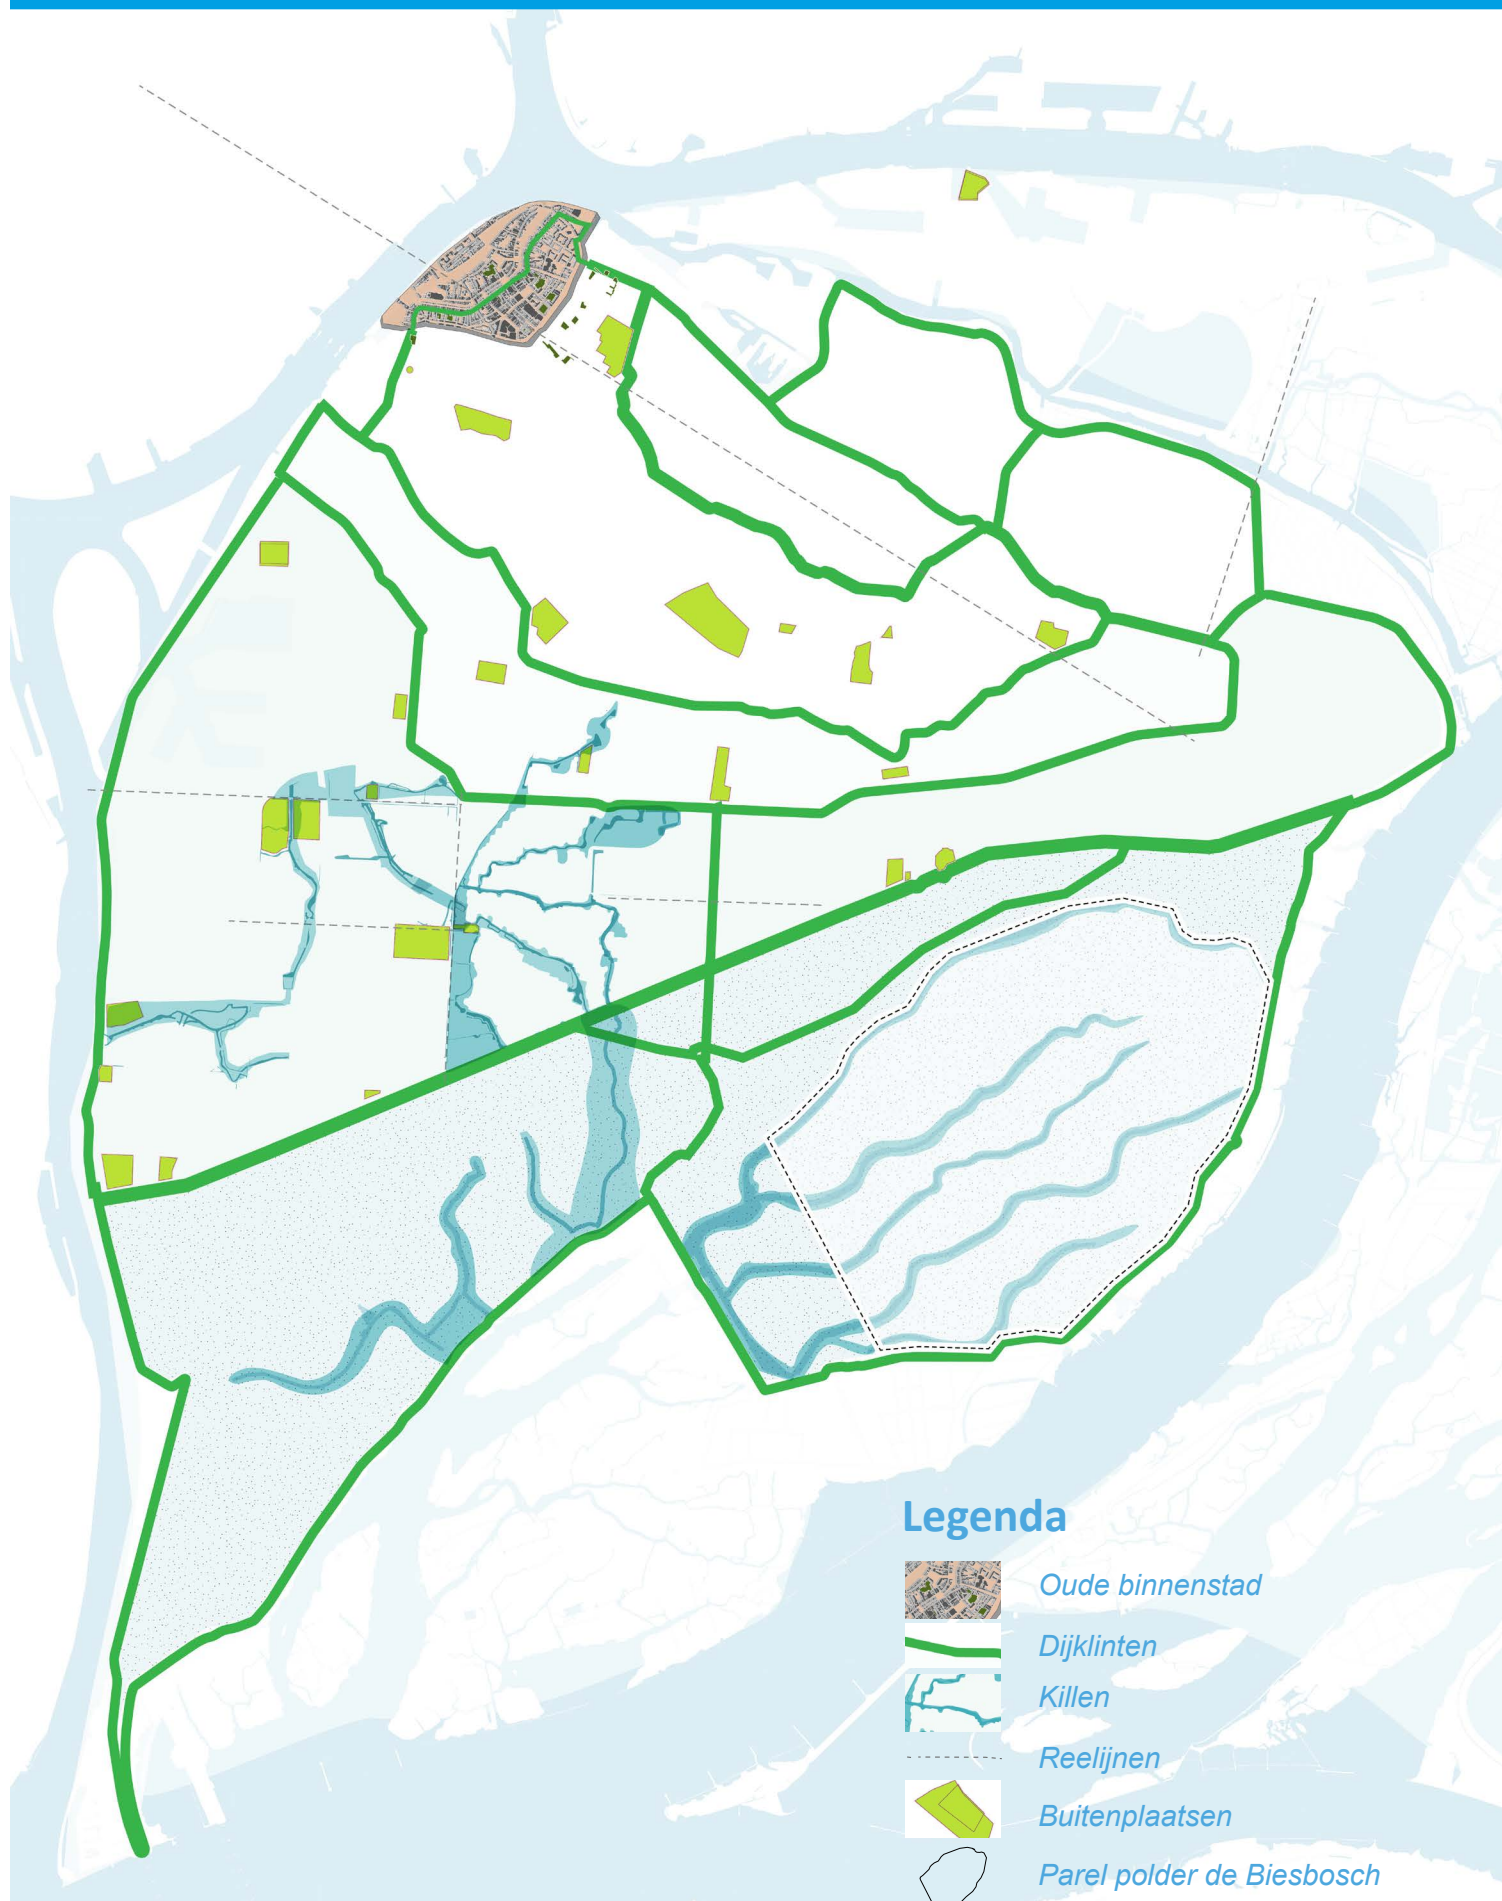 Legenda
Oude binnenstad
Dijklinten
Killen
Reelijnen
Buitenplaatsen
Parel polder de Biesbosch